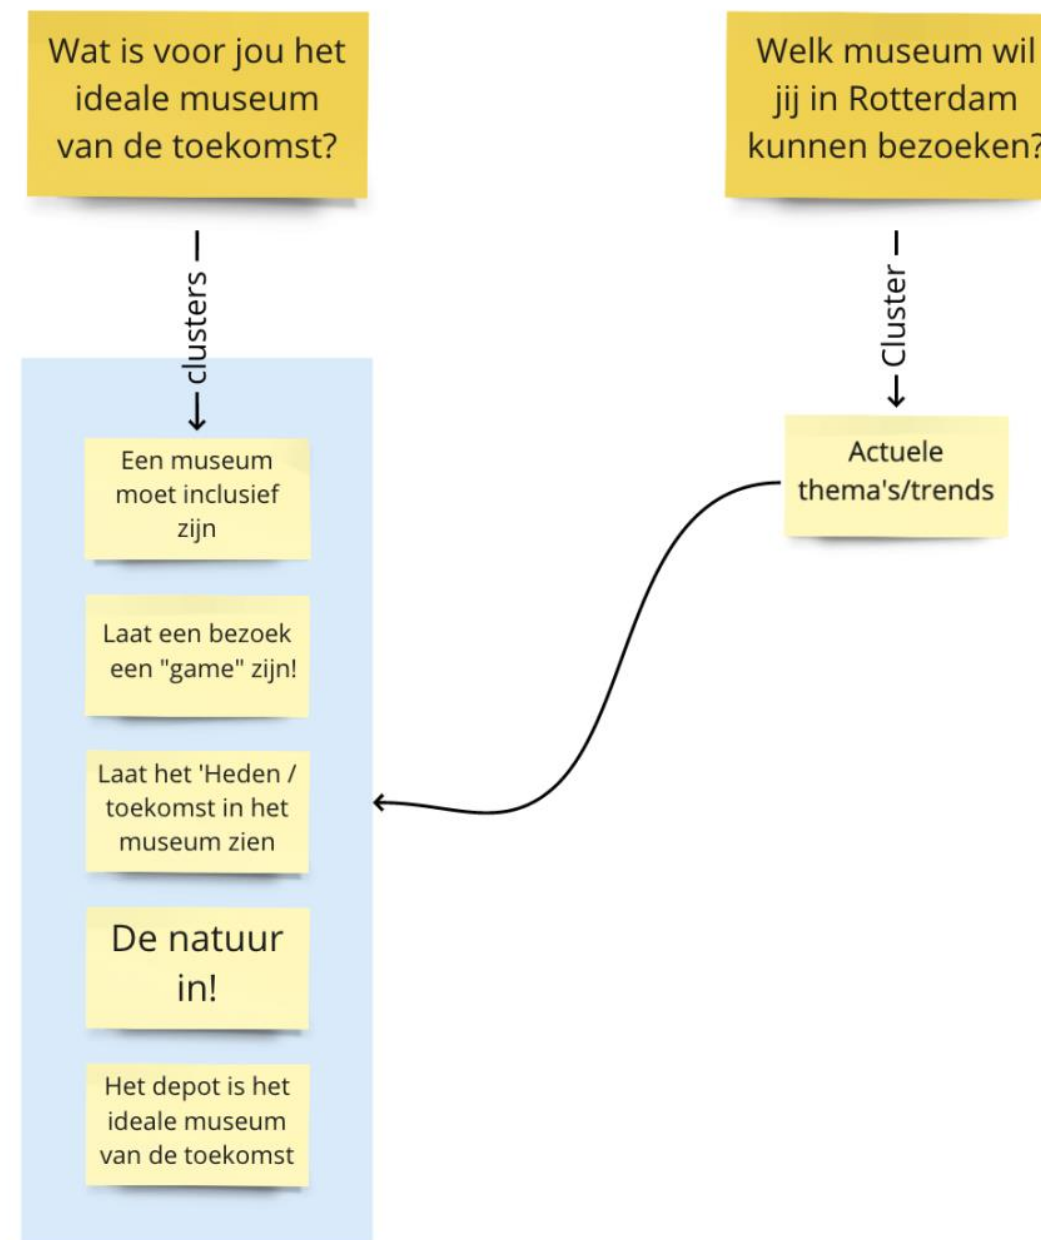 Wat is voor jou het
ideale museum
van de toekomst?
clusters
Een museum
moet inclusief
zijn
Laat een bezoek
een "game" zijn!
Laat het 'Heden /
toekomst in het
museum zien
De natuur
in!
Het depot is het
ideale museum
van de toekomst
Welk museum wil
jij in Rotterdam
kunnen bezoeken?
Cluster
Actuele
thema's/trends